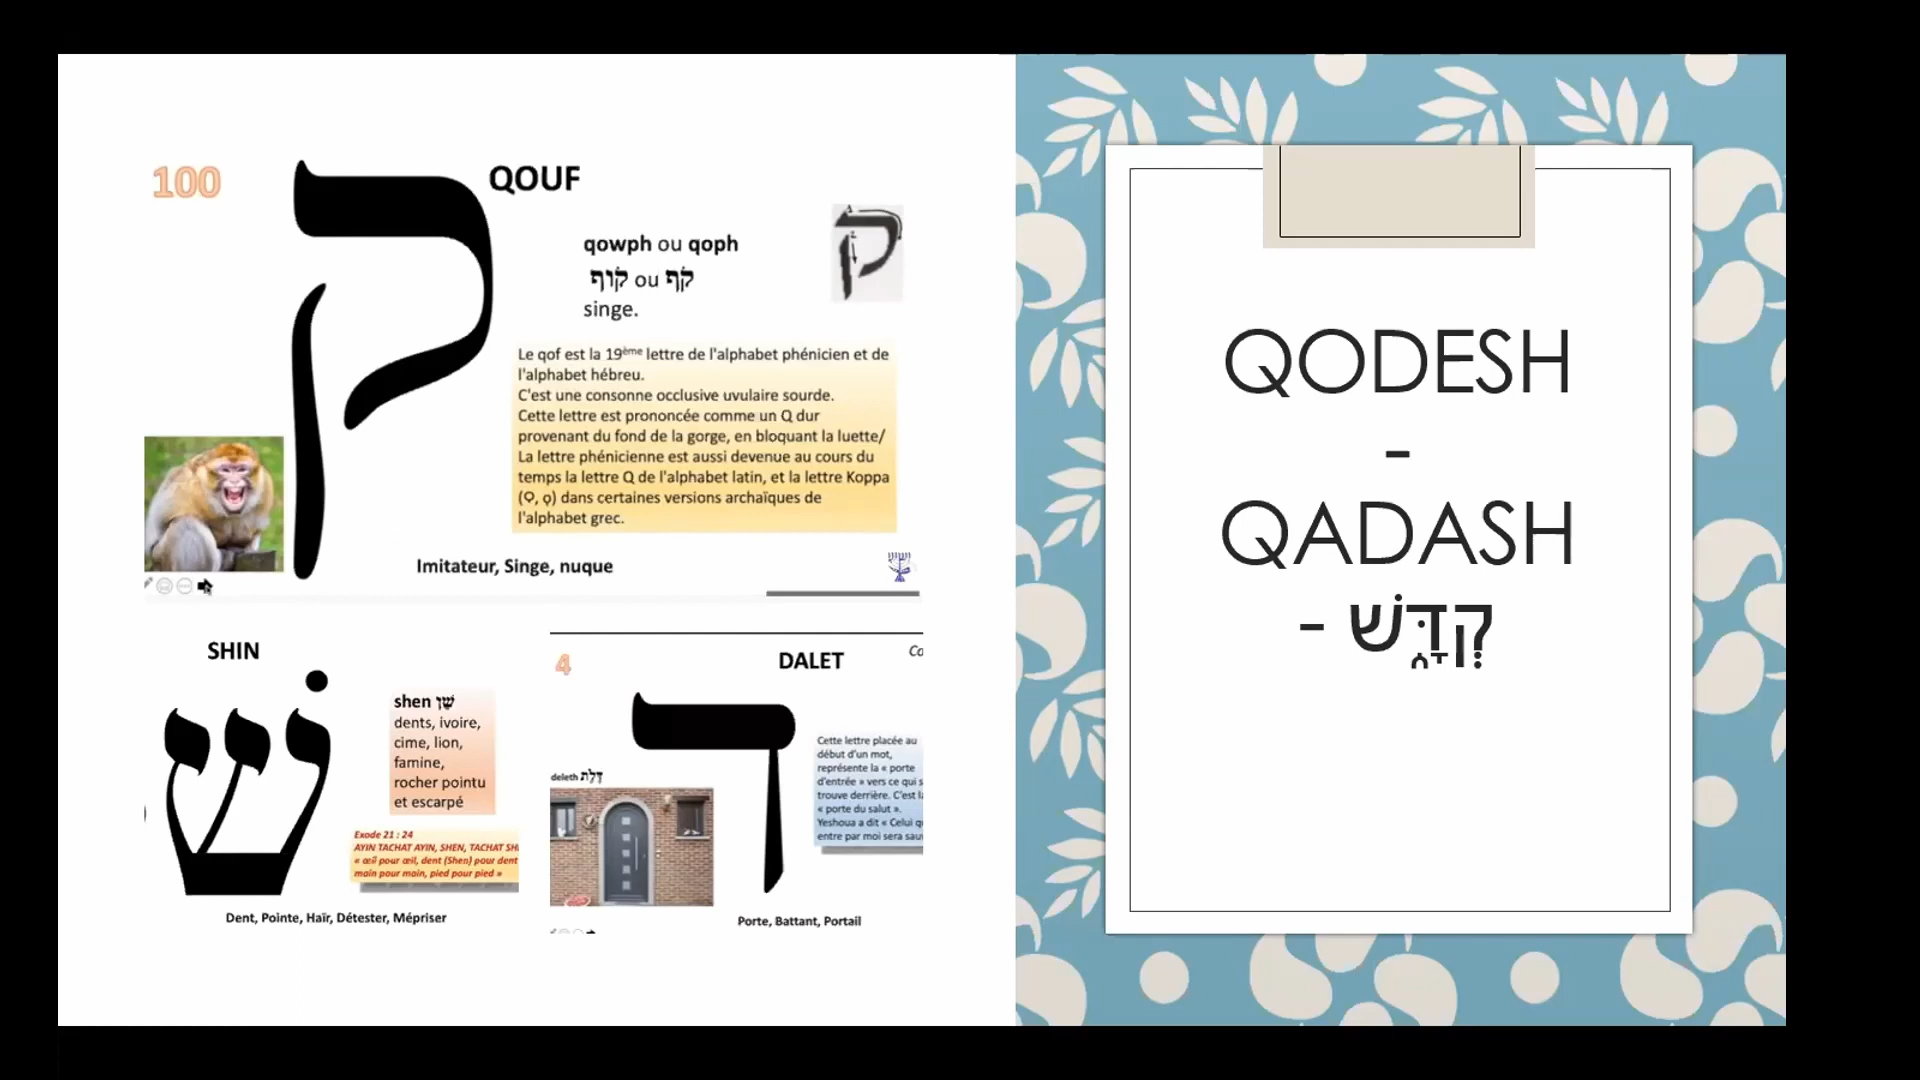 100
ק
QOUF
qowph ou qoph
קוֹף ou קֹף
singe.
Le qof est la 19ème lettre de l'alphabet phénicien et de
l'alphabet hébreu.
C'est une consonne occlusive uvulaire sourde.
Cette lettre est prononcée comme un Q dur
provenant du fond de la gorge, en bloquant la luette/
La lettre phénicienne est aussi devenue au cours du
temps la lettre Q de l'alphabet latin, et la lettre Koppa
(Ϙ, ϙ) dans certaines versions archaïques de
l'alphabet grec.
Imitateur, Singe, nuque
SHIN
שׁ
shen שֵׁן
dents, ivoire,
cime, lion,
famine,
rocher pointu
et escarpé
Exode 21 : 24
AYIN TACHAT AYIN, SHEN, TACHAT SH
« œil pour œil, dent (Shen) pour dent
main pour main, pied pour pied »
Dent, Pointe, Haïr, Détester, Mépriser
4
DALET
Co
ד
deleth דֶּלֶת
Cette lettre placée au
début d'un mot,
représente la « porte
d'entrée » vers ce qui s
trouve derrière. C'est l
« porte du salut ».
Yeshoua a dit « Celui q
entre par moi sera sau
Porte, Battant, Portail
QODESH
-
QADASH
- קְדָּ֑שׁ